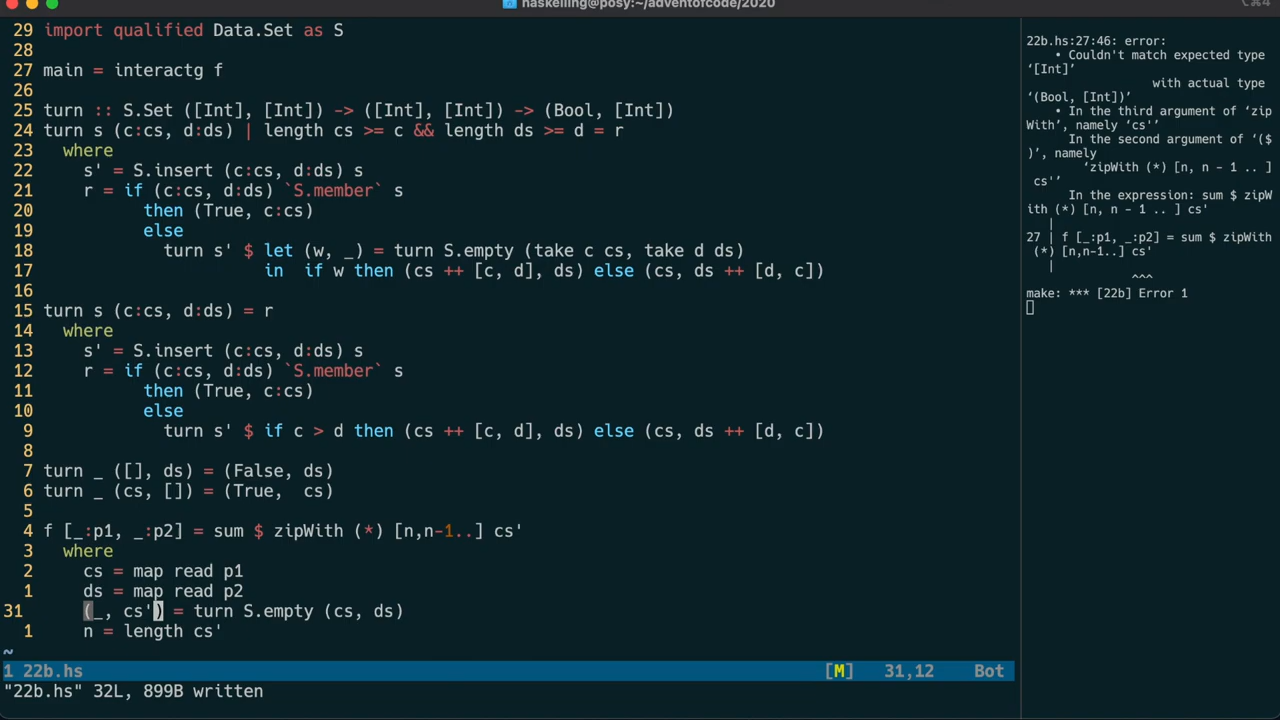 haskelling@posy:~/adventofcode/2020
⌥⌘4
29 import qualified Data.Set as S
28
27 main = interactg f
26
25 turn :: S.Set ([Int], [Int]) -> ([Int], [Int]) -> (Bool, [Int])
24 turn s (c:cs, d:ds) | length cs >= c && length ds >= d = r
23   where
22     s' = S.insert (c:cs, d:ds) s
21     r = if (c:cs, d:ds) `S.member` s
20           then (True, c:cs)
19           else
18             turn s' $ let (w, _) = turn S.empty (take c cs, take d ds)
17                       in  if w then (cs ++ [c, d], ds) else (cs, ds ++ [d, c])
16
15 turn s (c:cs, d:ds) = r
14   where
13     s' = S.insert (c:cs, d:ds) s
12     r = if (c:cs, d:ds) `S.member` s
11           then (True, c:cs)
10           else
9             turn s' $ if c > d then (cs ++ [c, d], ds) else (cs, ds ++ [d, c])
8
7 turn _ ([], ds) = (False, ds)
6 turn _ (cs, []) = (True,  cs)
5
4 f [_:p1, _:p2] = sum $ zipWith (*) [n,n-1..] cs'
3   where
2     cs = map read p1
1     ds = map read p2
31     (_, cs') = turn S.empty (cs, ds)
1     n = length cs'
~
1 22b.hs [M] 31,12 Bot
"22b.hs" 32L, 899B written
22b.hs:27:46: error:
• Couldn't match expected type
‘[Int]’
with actual type
‘(Bool, [Int])’
• In the third argument of ‘zip
With’, namely ‘cs'’
In the second argument of ‘($
)’, namely
‘zipWith (*) [n, n - 1 .. ]
cs'’
In the expression: sum $ zipW
ith (*) [n, n - 1 .. ] cs'
|
27 | f [_:p1, _:p2] = sum $ zipWith
(*) [n,n-1..] cs'
|
^^^
make: *** [22b] Error 1